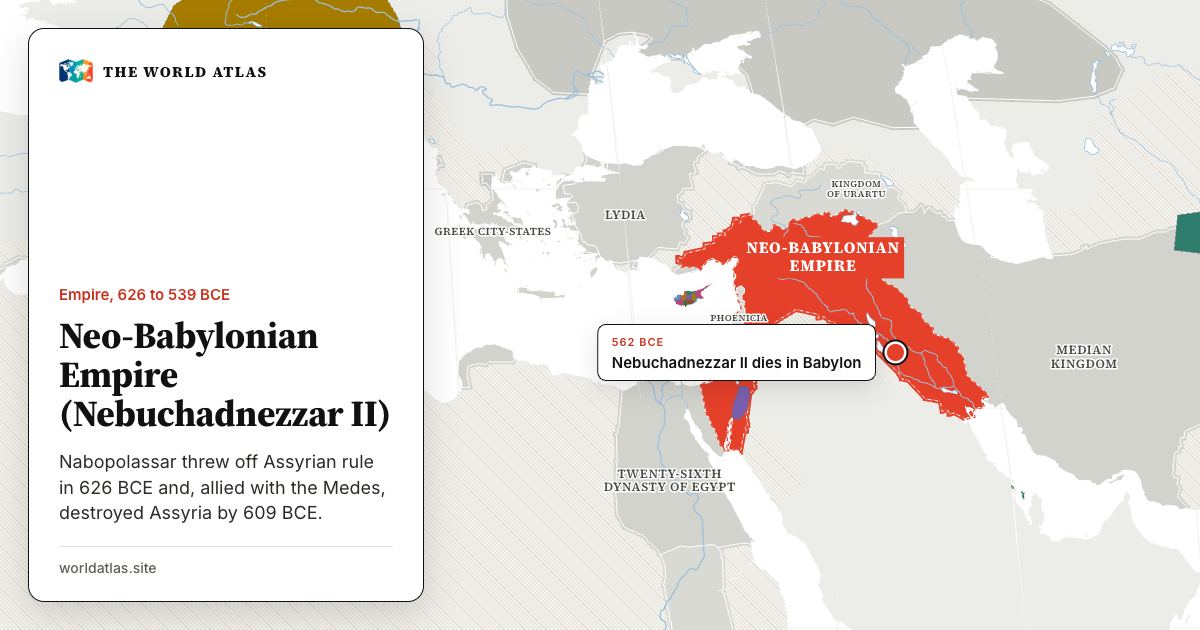 THE WORLD ATLAS
Empire, 626 to 539 BCE
Neo-Babylonian
Empire
(Nebuchadnezzar II)
Nabopolassar threw off Assyrian rule
in 626 BCE and, allied with the Medes,
destroyed Assyria by 609 BCE.
worldatlas.site
KINGDOM
OF URARTU
LYDIA
GREEK CITY-STATES
NEO-BABYLONIAN
EMPIRE
PHOENICIA
562 BCE
Nebuchadnezzar II dies in Babylon
MEDIAN
KINGDOM
TWENTY-SIXTH
DYNASTY OF EGYPT